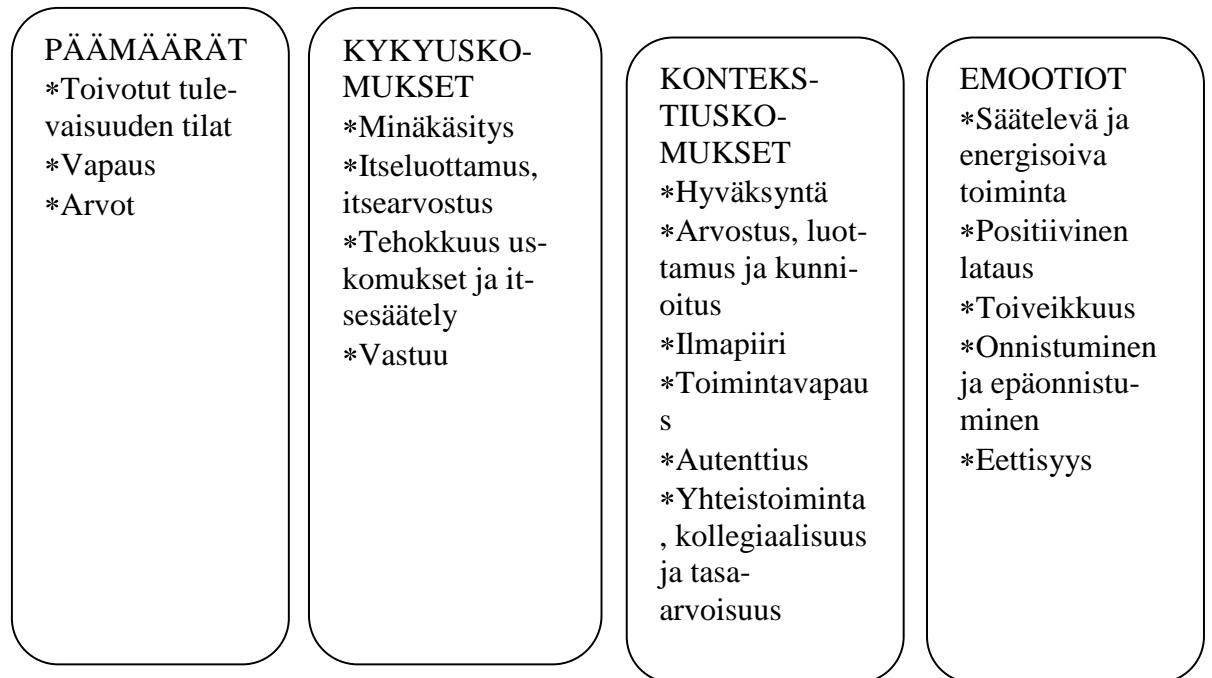 PÄÄMÄÄRÄT
∗Toivotut tule-
vaisuuden tilat
∗Vapaus
∗Arvot
KYKYUSKO-
MUKSET
∗Minäkäsitys
∗Itseluottamus,
itsearvostus
∗Tehokkuus us-
komukset ja it-
sesäätely
∗Vastuu
KONTEKS-
TIUSKO-
MUKSET
∗Hyväksyntä
∗Arvostus, luot-
tamus ja kunni-
oitus
∗Ilmapiiri
∗Toimintavapau
s
∗Autenttius
∗Yhteistoiminta
, kollegiaalisuus
ja tasa-
arvoisuus
EMOOTIOT
∗Säätelevä ja
energisoiva
toiminta
∗Positiivinen
lataus
∗Toiveikkuus
∗Onnistuminen
ja epäonnistu-
minen
∗Eettisyys